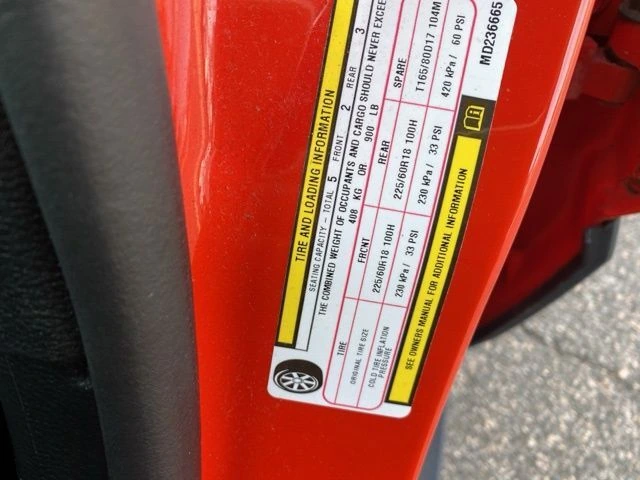 TIRE AND LOADING INFORMATION
SEATING CAPACITY - TOTAL 5 FRONT 2 REAR 3
THE COMBINED WEIGHT OF OCCUPANTS AND CARGO SHOULD NEVER EXCEE
408 KG OR 900 LB
TIRE FRONT REAR SPARE
ORIGINAL TIRE SIZE 225/60R18 100H 225/60R18 100H T165/80D17 104M
COLD TIRE INFLATION PRESSURE 230 kPa / 33 PSI 230 kPa / 33 PSI 420 kPa / 60 PSI
SEE OWNERS MANUAL FOR ADDITIONAL INFORMATION
MD236665